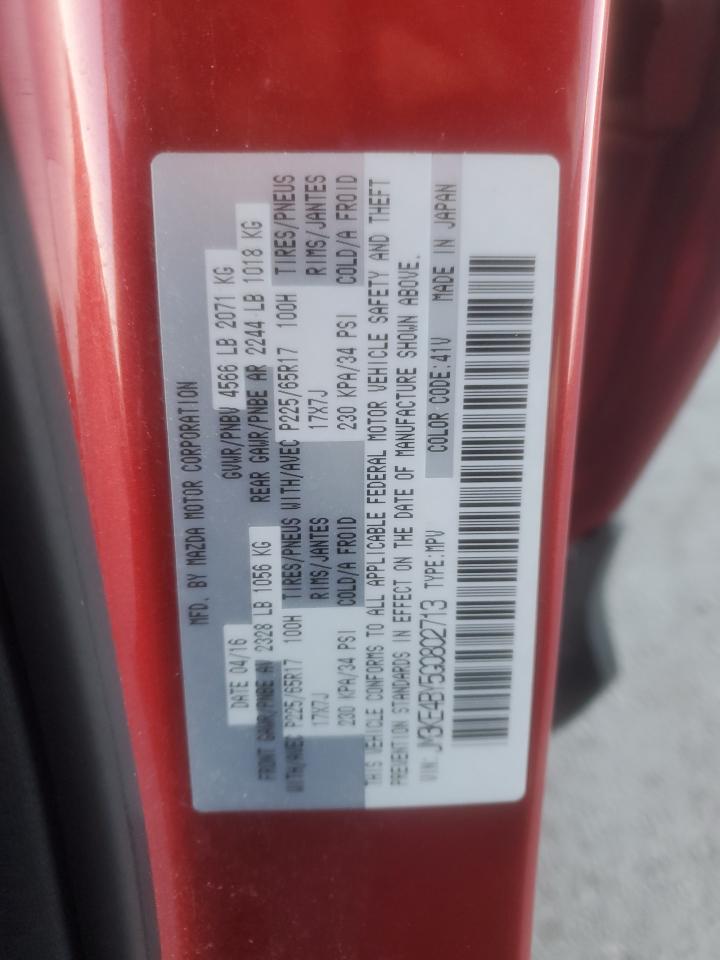 MFD. BY MAZDA MOTOR CORPORATION
DATE 04/16 GVWR/PNBV 4566 LB 2071 KG
FRONT GAWR/PNBE AV 2328 LB 1056 KG REAR GAWR/PNBE AR 2244 LB 1018 KG
WITH/AVEC P225/65R17 100H TIRES/PNEUS WITH/AVEC P225/65R17 100H TIRES/PNEUS
17X7J RIMS/JANTES 17X7J RIMS/JANTES
230 KPA/34 PSI COLD/A FROID 230 KPA/34 PSI COLD/A FROID
THIS VEHICLE CONFORMS TO ALL APPLICABLE FEDERAL MOTOR VEHICLE SAFETY AND THEFT
PREVENTION STANDARDS IN EFFECT ON THE DATE OF MANUFACTURE SHOWN ABOVE.
VIN: JM3KE4BY5G0802713 TYPE:MPV COLOR CODE:41V MADE IN JAPAN